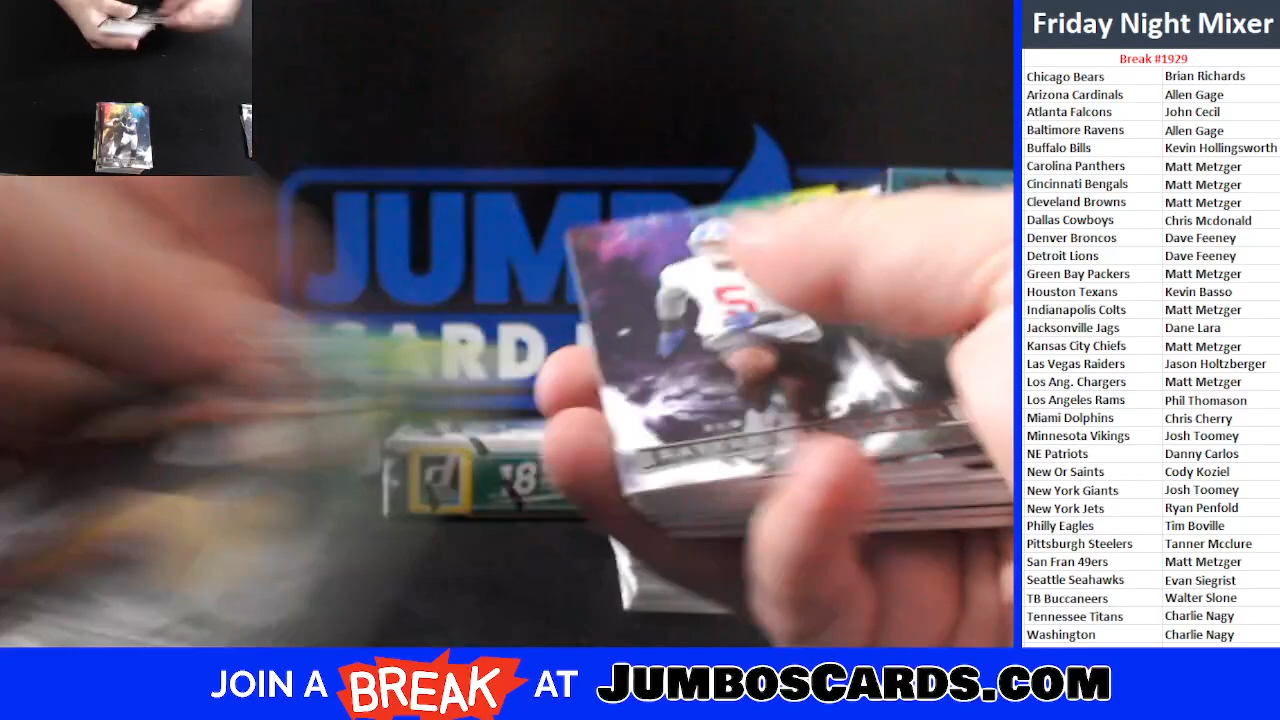 Friday Night Mixer
Break #1929
Chicago Bears Brian Richards
Arizona Cardinals Allen Gage
Atlanta Falcons John Cecil
Baltimore Ravens Allen Gage
Buffalo Bills Kevin Hollingsworth
Carolina Panthers Matt Metzger
Cincinnati Bengals Matt Metzger
Cleveland Browns Matt Metzger
Dallas Cowboys Chris Mcdonald
Denver Broncos Dave Feeney
Detroit Lions Dave Feeney
Green Bay Packers Matt Metzger
Houston Texans Kevin Basso
Indianapolis Colts Matt Metzger
Jacksonville Jags Dane Lara
Kansas City Chiefs Matt Metzger
Las Vegas Raiders Jason Holtzberger
Los Ang. Chargers Matt Metzger
Los Angeles Rams Phil Thomason
Miami Dolphins Chris Cherry
Minnesota Vikings Josh Toomey
NE Patriots Danny Carlos
New Or Saints Cody Koziel
New York Giants Josh Toomey
New York Jets Ryan Penfold
Philly Eagles Tim Boville
Pittsburgh Steelers Tanner Mcclure
San Fran 49ers Matt Metzger
Seattle Seahawks Evan Siegrist
TB Buccaneers Walter Slone
Tennessee Titans Charlie Nagy
Washington Charlie Nagy
JUM
ARD
d '8
5
JOIN A BREAK AT JUMBOSCARDS.COM